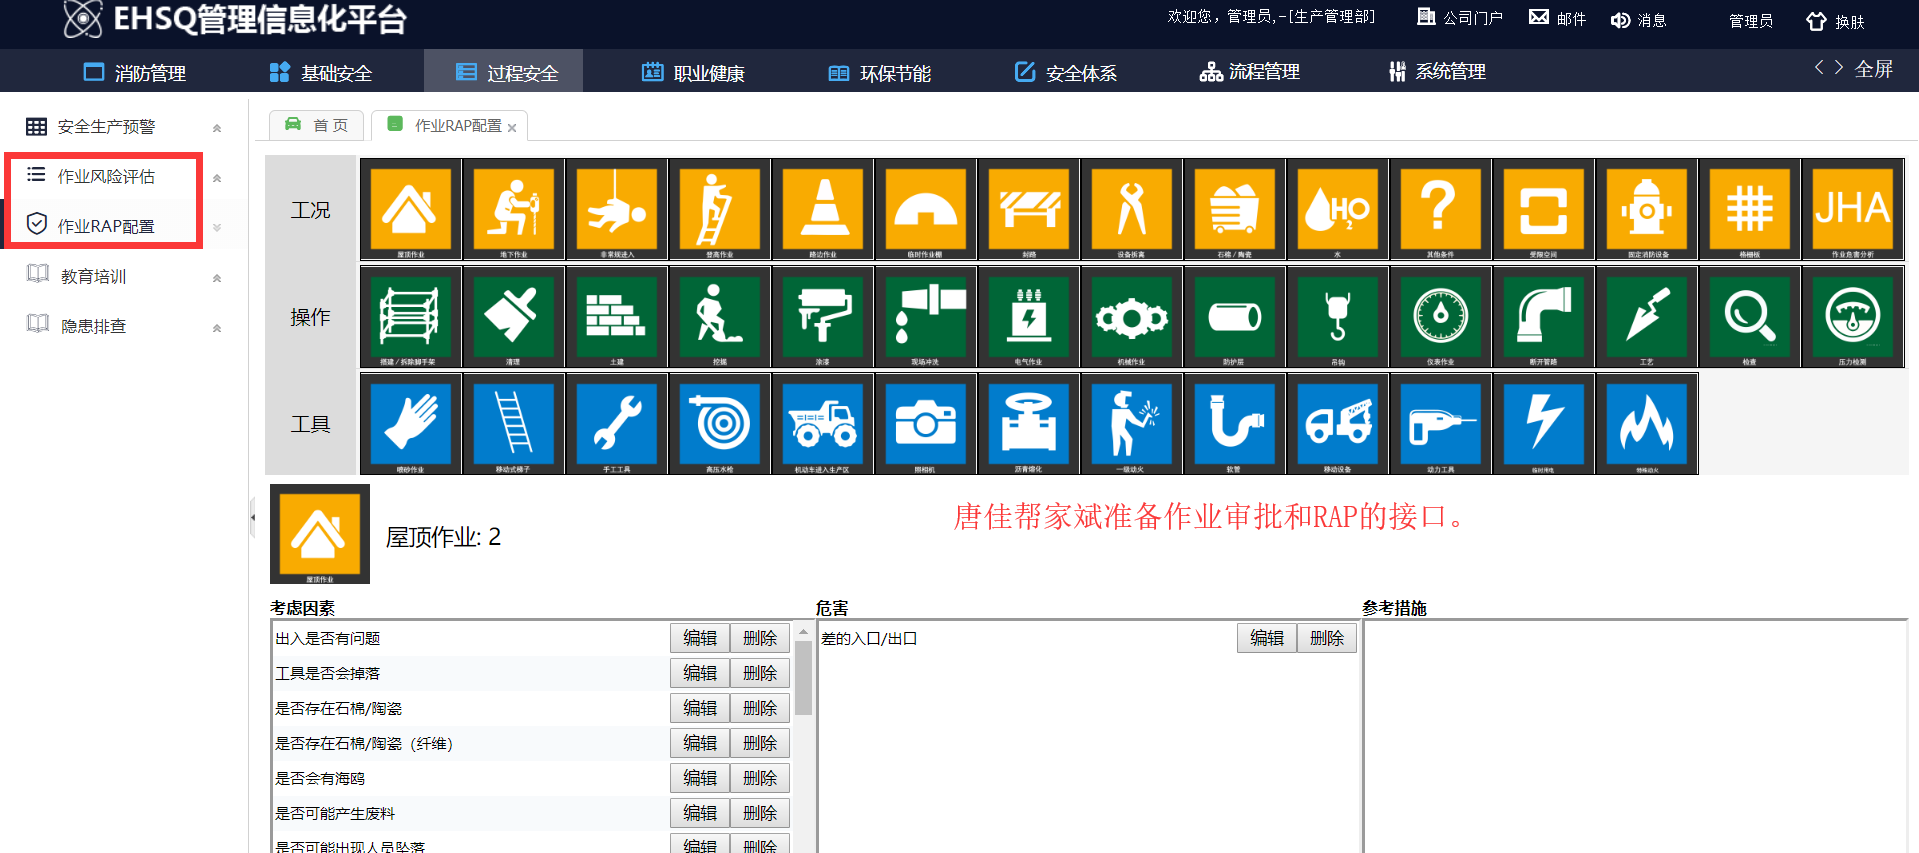 EHSQ管理信息化平台
欢迎您，管理员,-[生产管理部]
公司门户
邮件
消息
管理员
换肤
消防管理
基础安全
过程安全
职业健康
环保节能
安全体系
流程管理
系统管理
全屏
安全生产预警
作业风险评估
作业RAP配置
教育培训
隐患排查
首 页
作业RAP配置
工况
H2O
?
JHA
屋顶作业
地下作业
非常规进入
登高作业
路边作业
临时作业棚
封路
设备拆离
石棉 / 陶瓷
水
其他条件
受限空间
固定消防设备
格栅板
作业危害分析
操作
搭建 / 拆除脚手架
清理
土建
挖掘
涂漆
现场冲洗
电气作业
机械作业
防护层
吊钩
仪表作业
断开管路
工艺
检查
压力检测
工具
喷砂作业
移动式梯子
手工工具
高压水枪
机动车进入生产区
照相机
沥青熔化
一级动火
软管
移动设备
动力工具
临时用电
特殊动火
屋顶作业
屋顶作业: 2
唐佳帮家斌准备作业审批和RAP的接口。
考虑因素
危害
参考措施
出入是否有问题 编辑 删除
差的入口/出口 编辑 删除
工具是否会掉落 编辑 删除
是否存在石棉/陶瓷 编辑 删除
是否存在石棉/陶瓷（纤维） 编辑 删除
是否会有海鸥 编辑 删除
是否可能产生废料 编辑 删除
是否可能出现人员坠落 编辑 删除